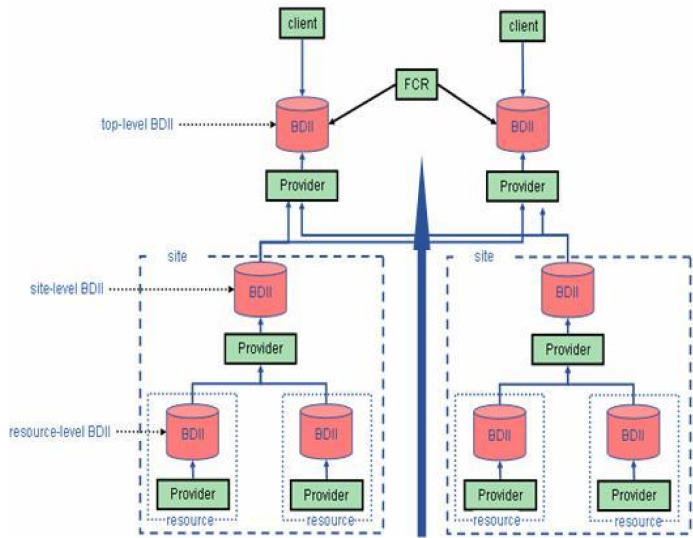 client
client
FCR
top-level BDII
BDII
BDII
Provider
Provider
site
site
site-level BDII
BDII
BDII
Provider
Provider
resource-level BDII
BDII
BDII
BDII
BDII
Provider
Provider
Provider
Provider
resource
resource
resource
resource